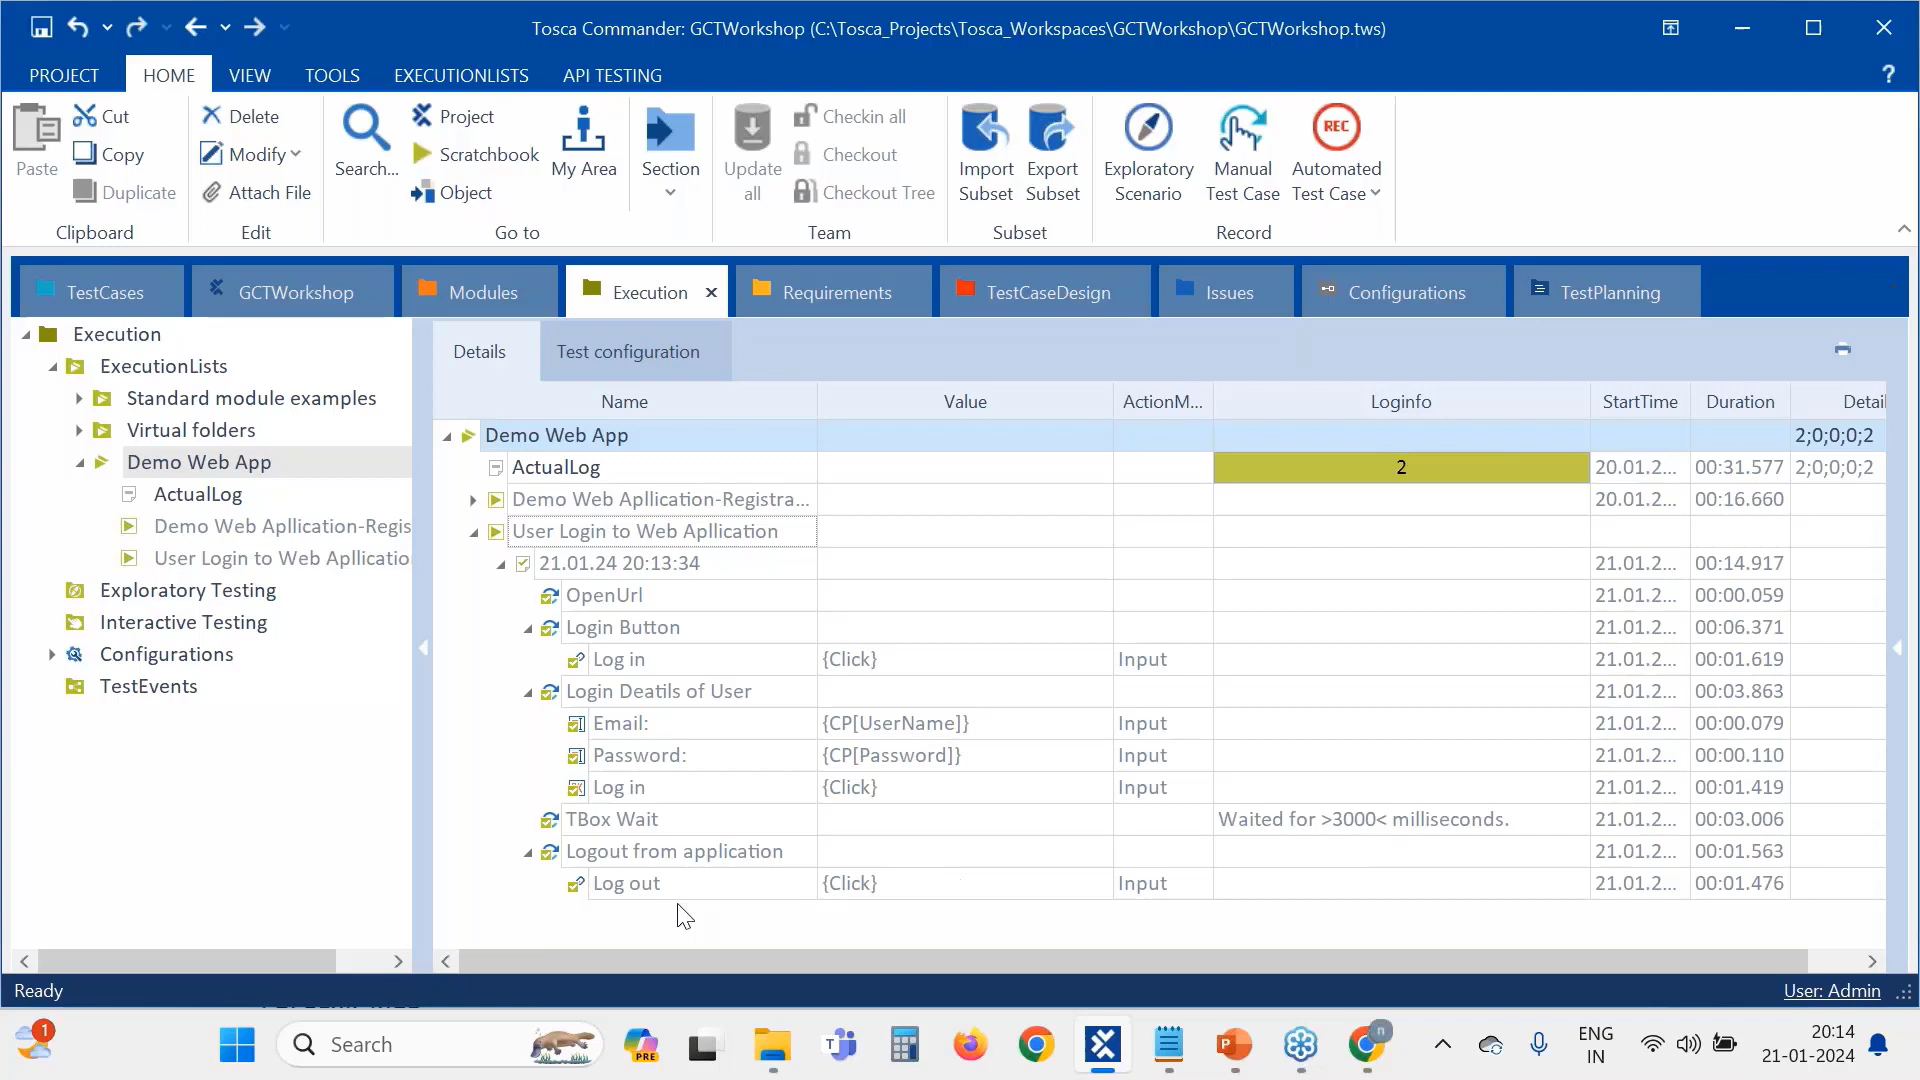 Tosca Commander: GCTWorkshop (C:\Tosca_Projects\Tosca_Workspaces\GCTWorkshop\GCTWorkshop.tws)
PROJECT HOME VIEW TOOLS EXECUTIONLISTS API TESTING ?
Paste Cut Copy Duplicate
Clipboard
Delete Modify Attach File
Edit
Search... Project Scratchbook Object My Area Section
Go to
Update all Checkin all Checkout Checkout Tree
Team
Import Subset Export Subset
Subset
Exploratory Scenario Manual Test Case REC Automated Test Case
Record
TestCases GCTWorkshop Modules Execution Requirements TestCaseDesign Issues Configurations TestPlanning
Execution
ExecutionLists
Standard module examples
Virtual folders
Demo Web App
ActualLog
Demo Web Apllication-Regis
User Login to Web Apllicatio
Exploratory Testing
Interactive Testing
Configurations
TestEvents
Details Test configuration
Name Value ActionM... Loginfo StartTime Duration Detail
Demo Web App 2;0;0;0;2
ActualLog 2 20.01.2... 00:31.577 2;0;0;0;2
Demo Web Apllication-Registra... 20.01.2... 00:16.660
User Login to Web Apllication
21.01.24 20:13:34 21.01.2... 00:14.917
OpenUrl 21.01.2... 00:00.059
Login Button 21.01.2... 00:06.371
Log in {Click} Input 21.01.2... 00:01.619
Login Deatils of User 21.01.2... 00:03.863
Email: {CP[UserName]} Input 21.01.2... 00:00.079
Password: {CP[Password]} Input 21.01.2... 00:00.110
Log in {Click} Input 21.01.2... 00:01.419
TBox Wait Waited for >3000< milliseconds. 21.01.2... 00:03.006
Logout from application 21.01.2... 00:01.563
Log out {Click} Input 21.01.2... 00:01.476
Ready User: Admin
1 Search PRE T P n ENG IN 20:14
21-01-2024